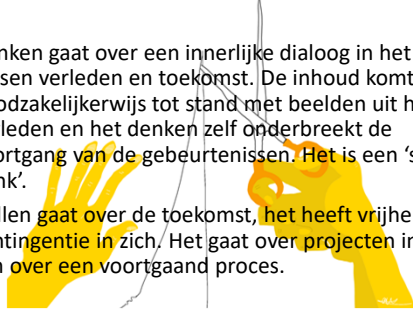 nken gaat over een innerlijke dialoog in het
sen verleden en toekomst. De inhoud komt
odzakelijkerwijs tot stand met beelden uit h
leden en het denken zelf onderbreekt de
ortgang van de gebeurtenissen. Het is een 's
nk'.
llen gaat over de toekomst, het heeft vrijhe
ntingentie in zich. Het gaat over projecten in
n over een voortgaand proces.